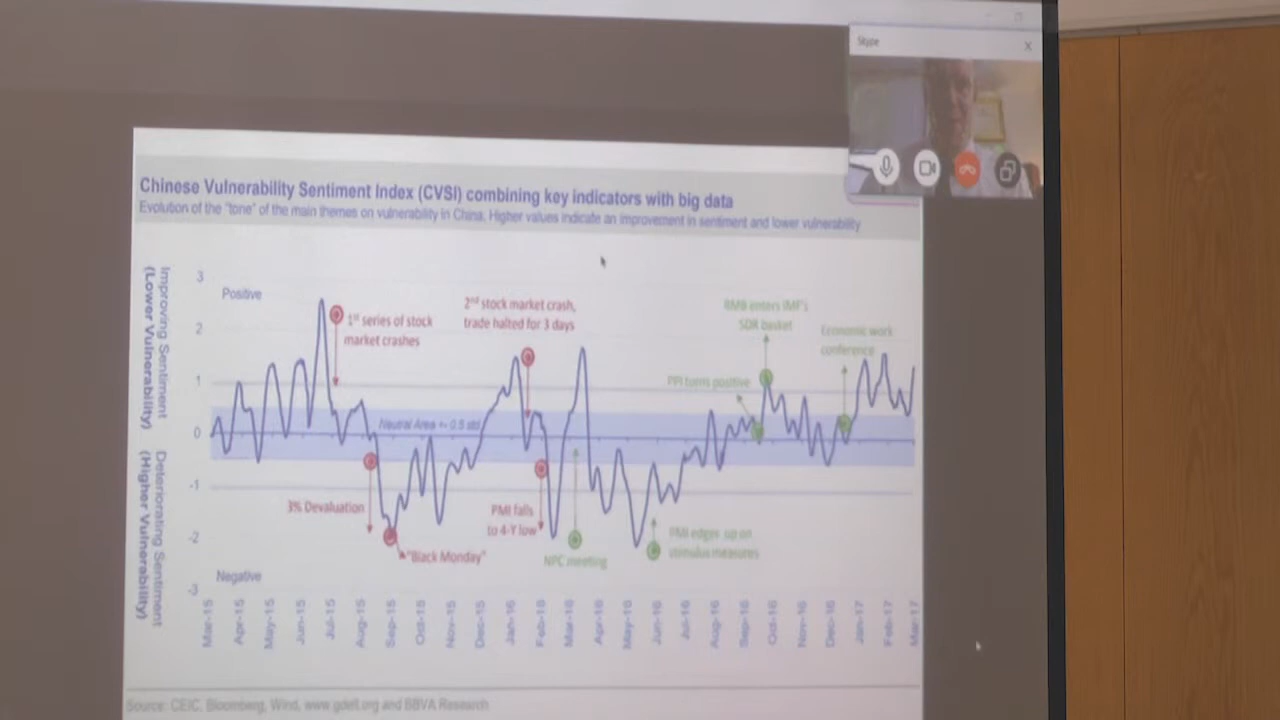 Skype
x
Chinese Vulnerability Sentiment Index (CVSI) combining key indicators with big data
Evolution of the "tone" of the main themes on vulnerability in China. Higher values indicate an improvement in sentiment and lower vulnerability
Improving Sentiment
(Lower Vulnerability)
Deteriorating Sentiment
(Higher Vulnerability)
3
2
1
0
-1
-2
-3
Positive
Negative
1st series of stock
market crashes
2nd stock market crash,
trade halted for 3 days
RMB enters IMF's
SDR basket
Economic work
conference
PPI turns positive
Neutral Area +- 0.5 std
3% Devaluation
"Black Monday"
PMI falls
to 4-Y low
NPC meeting
PMI edges up on
stimulus measures
Mar-15
Apr-15
May-15
Jun-15
Jul-15
Aug-15
Sep-15
Oct-15
Nov-15
Dec-15
Jan-16
Feb-16
Mar-16
Apr-16
May-16
Jun-16
Jul-16
Aug-16
Sep-16
Oct-16
Nov-16
Dec-16
Jan-17
Feb-17
Mar-17
Source: CEIC, Bloomberg, Wind, www.gdelt.org and BBVA Research